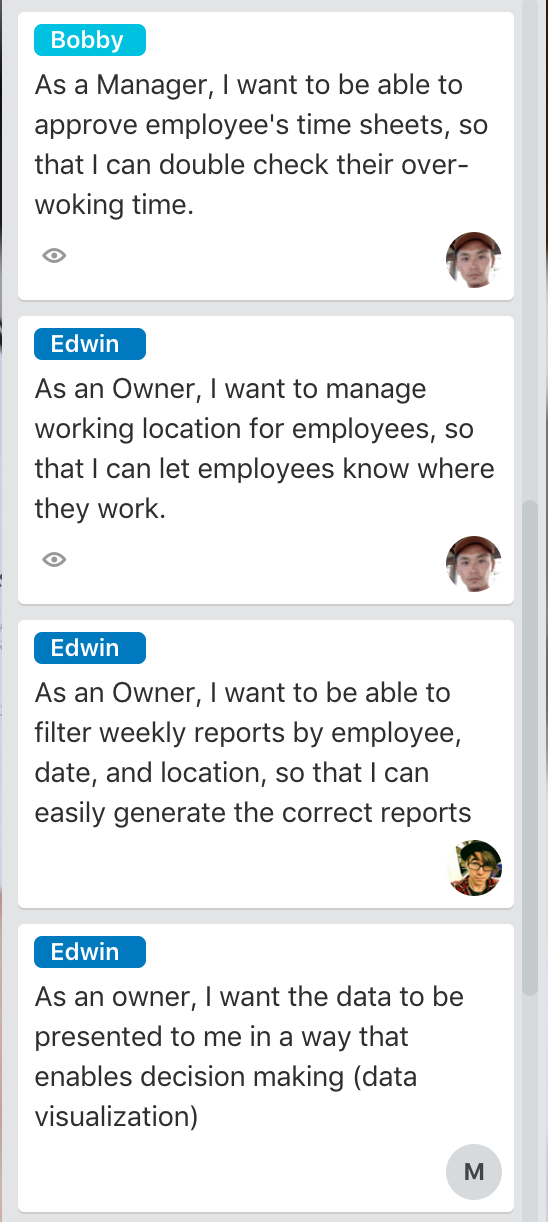 Bobby
As a Manager, I want to be able to
approve employee's time sheets, so
that I can double check their over-
woking time.
Edwin
As an Owner, I want to manage
working location for employees, so
that I can let employees know where
they work.
Edwin
As an Owner, I want to be able to
filter weekly reports by employee,
date, and location, so that I can
easily generate the correct reports
Edwin
As an owner, I want the data to be
presented to me in a way that
enables decision making (data
visualization)
M